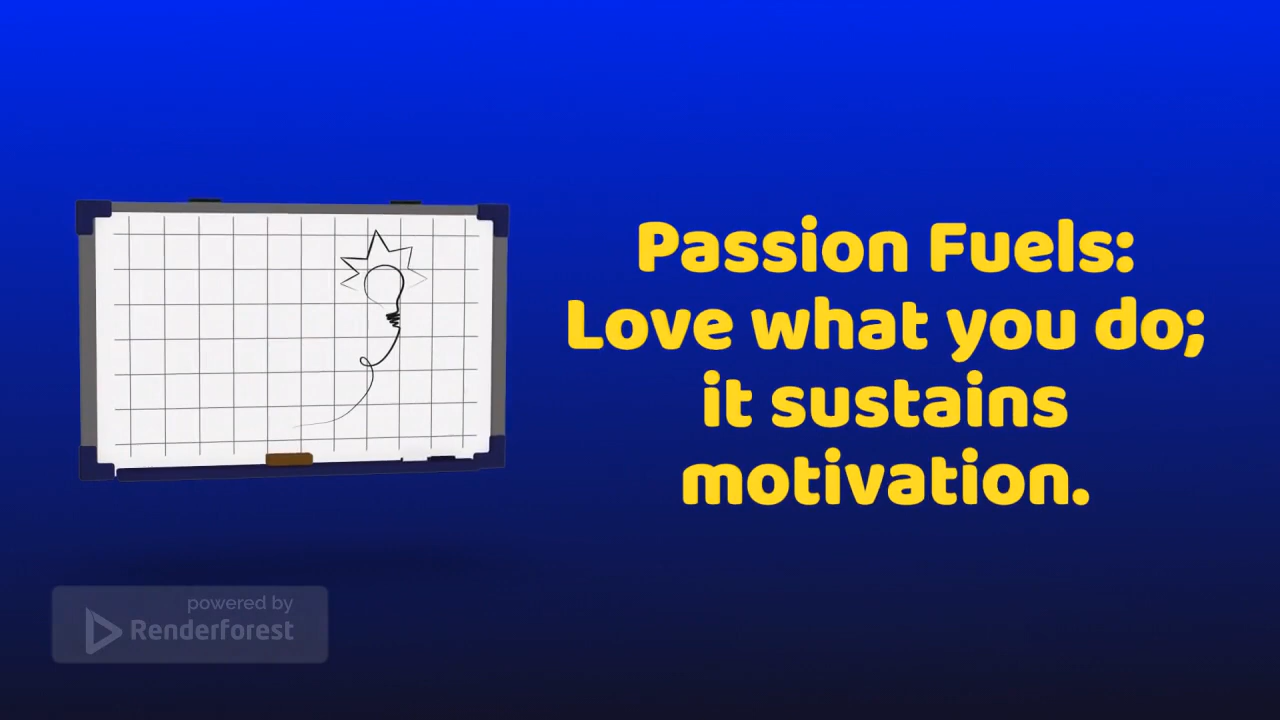 Passion Fuels:
Love what you do;
it sustains
motivation.
powered by
Renderforest